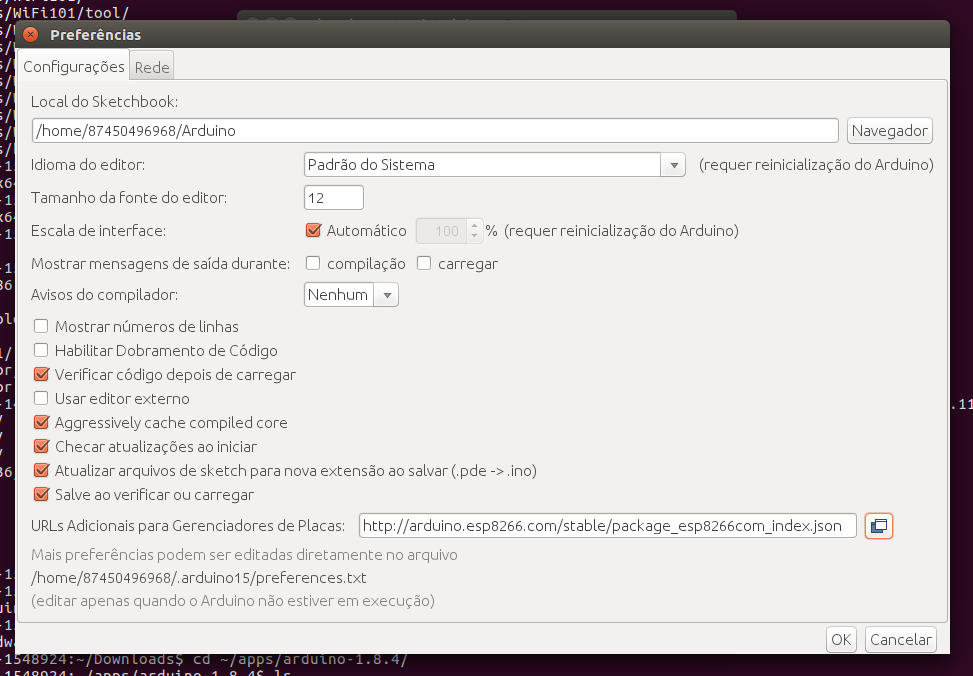 s/WiFi101/tool/
Preferências
Configurações Rede
Local do Sketchbook:
/home/87450496968/Arduino Navegador
Idioma do editor: Padrão do Sistema (requer reinicialização do Arduino)
Tamanho da fonte do editor: 12
Escala de interface: Automático 100 % (requer reinicialização do Arduino)
Mostrar mensagens de saída durante: compilação carregar
Avisos do compilador: Nenhum
Mostrar números de linhas
Habilitar Dobramento de Código
Verificar código depois de carregar
Usar editor externo
.11
Aggressively cache compiled core
Checar atualizações ao iniciar
Atualizar arquivos de sketch para nova extensão ao salvar (.pde -> .ino)
Salve ao verificar ou carregar
URLs Adicionais para Gerenciadores de Placas: http://arduino.esp8266.com/stable/package_esp8266com_index.json
Mais preferências podem ser editadas diretamente no arquivo
/home/87450496968/.arduino15/preferences.txt
(editar apenas quando o Arduino não estiver em execução)
OK Cancelar
-1548924:~/Downloads$ cd ~/apps/arduino-1.8.4/
-1548924:~/apps/arduino-1.8.4$ ls